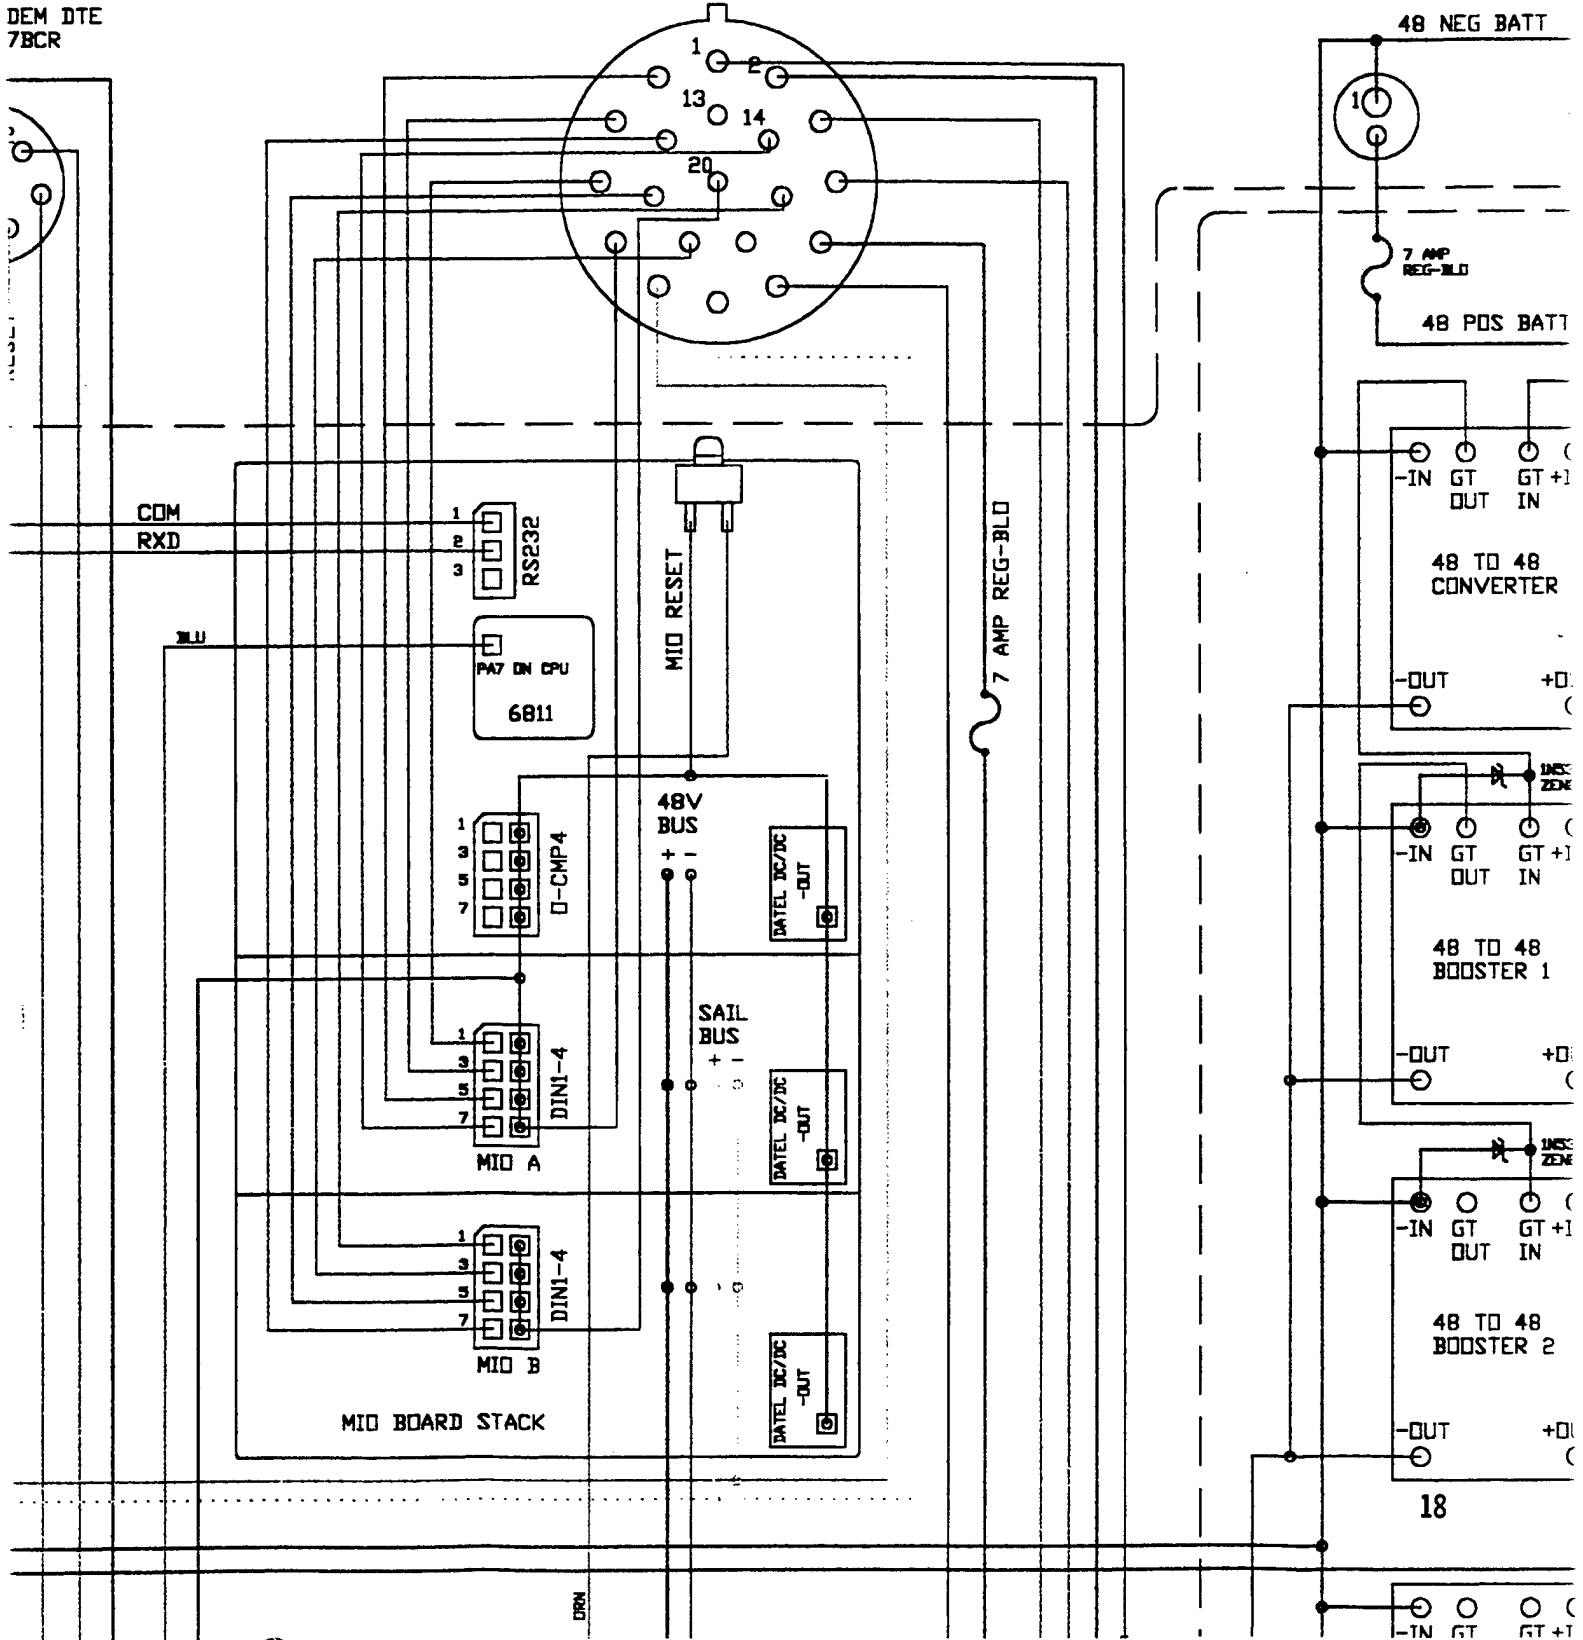 DEM DTE
7BCR
1
2
13
14
20
48 NEG BATT
1
7 AMP
REG-BLO
48 POS BATT
COM
RXD
1
2
3
RS232
BLU
PA7 ON CPU
6811
MIO RESET
7 AMP REG-BLO
-IN GT GT
OUT IN
48 TO 48
CONVERTER
-OUT
48V
BUS
+ -
1
3
5
7
O-CMP4
DATEL DC/DC
-OUT
-IN GT GT
OUT IN
48 TO 48
BOOSTER 1
-OUT
SAIL
BUS
+ -
1
3
5
7
DIN1-4
MIO A
DATEL DC/DC
-OUT
-IN GT GT
OUT IN
48 TO 48
BOOSTER 2
-OUT
1
3
5
7
DIN1-4
MIO B
DATEL DC/DC
-OUT
MIO BOARD STACK
18
ORN
-IN GT GT